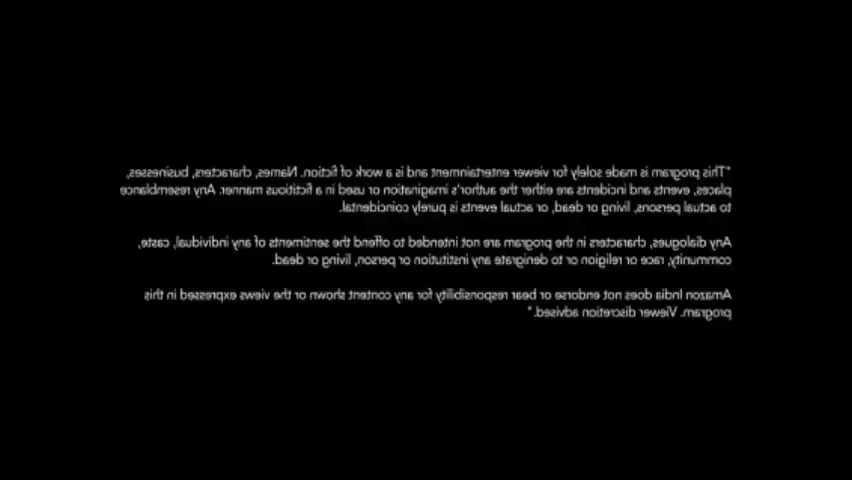 "This program is made solely for viewer entertainment and is a work of fiction. Names, characters, businesses,
places, events and incidents are either the author's imagination or used in a fictitious manner. Any resemblance
to actual persons, living or dead, or actual events is purely coincidental.
Any dialogues, characters in the program are not intended to offend the sentiments of any individual, caste,
community, race or religion or to denigrate any institution or person, living or dead.
Amazon India does not endorse or bear responsibility for any content shown or the views expressed in this
program. Viewer discretion advised."